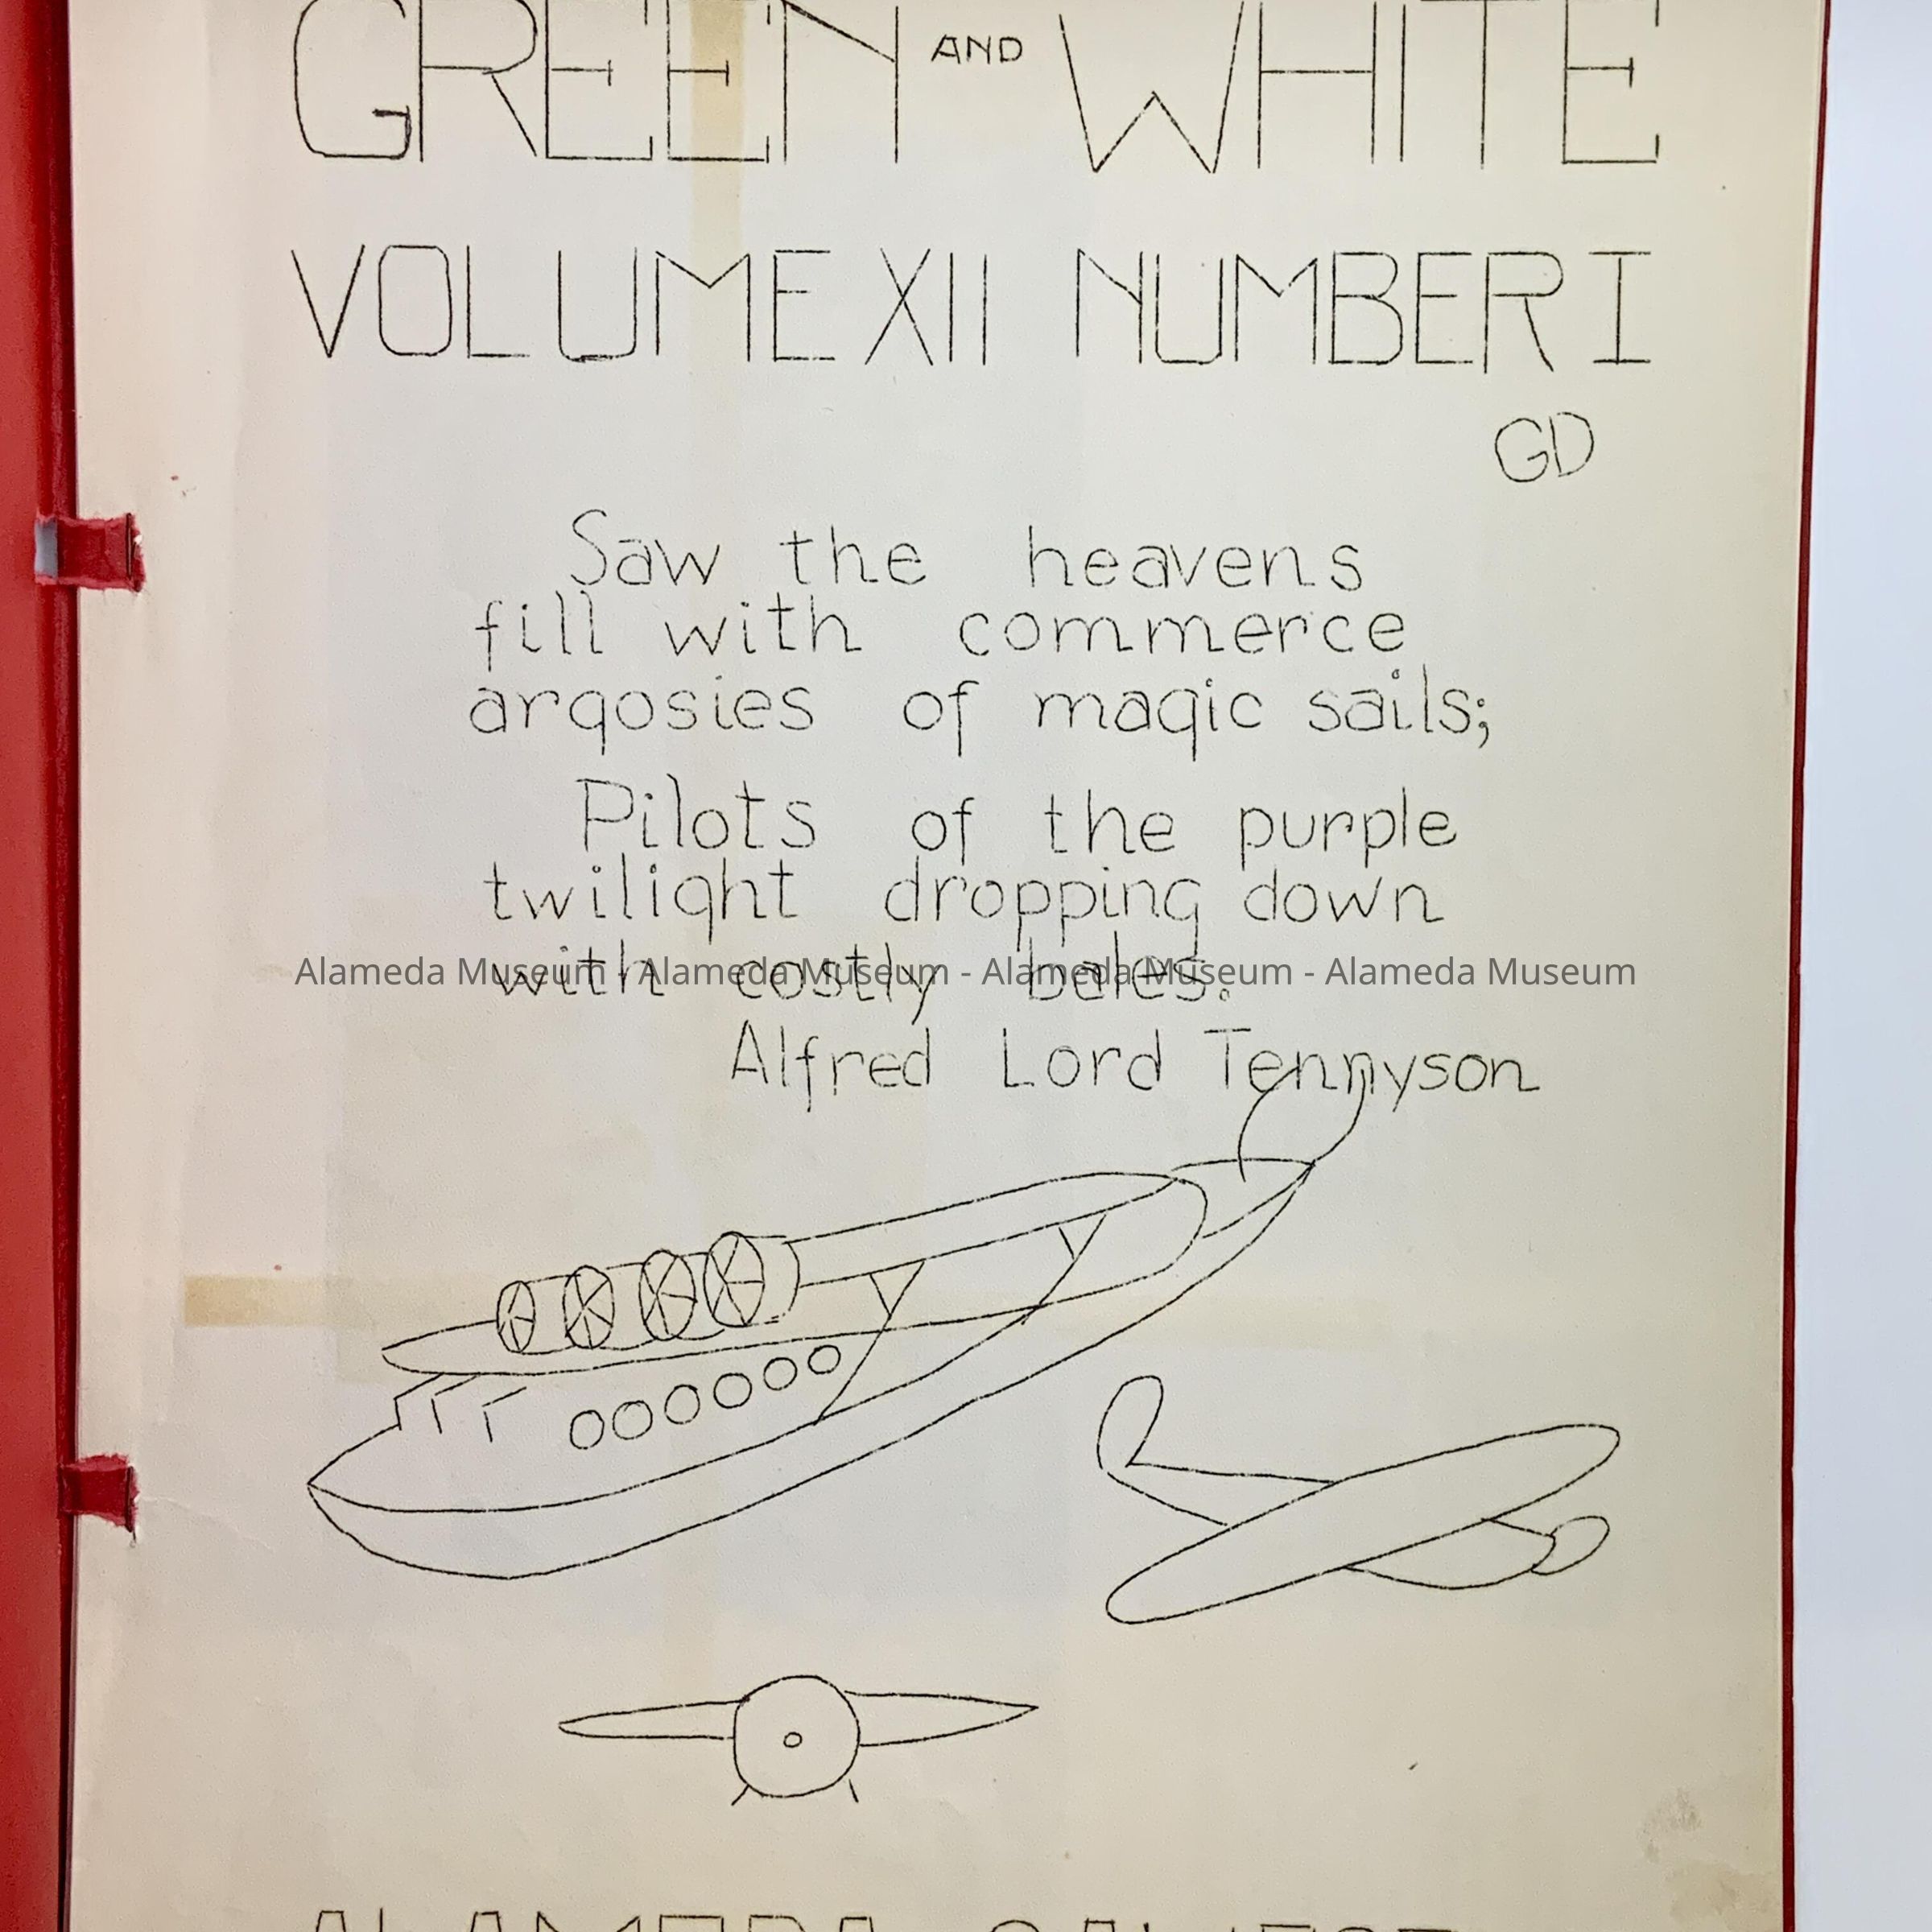 GREEN AND WHITE
VOLUME XII NUMBER I
GD
Saw the heavens
fill with commerce
argosies of magic sails;
Pilots of the purple
twilight dropping down
with costly bales.
Alameda Museum - Alameda Museum - Alameda Museum - Alameda Museum
Alfred Lord Tennyson
ALAMEDA